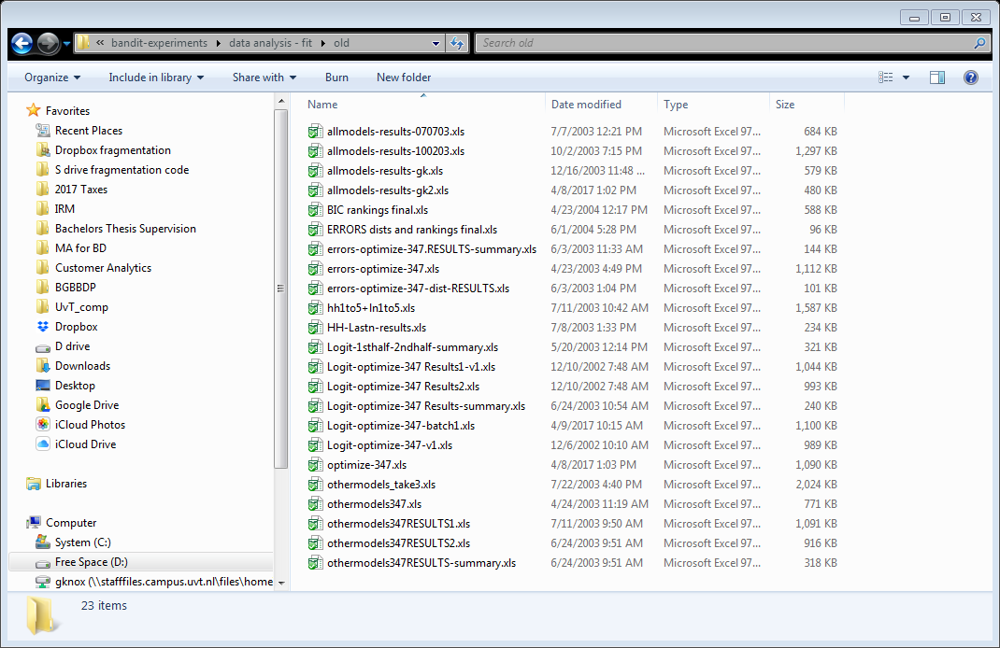 « bandit-experiments ▸ data analysis - fit ▸ old
Search old
Organize Include in library Share with Burn New folder
Favorites
Recent Places
Dropbox fragmentation
S drive fragmentation code
2017 Taxes
IRM
Bachelors Thesis Supervision
MA for BD
Customer Analytics
BGBBDP
UvT_comp
Dropbox
D drive
Downloads
Desktop
Google Drive
iCloud Photos
iCloud Drive
Libraries
Computer
System (C:)
Free Space (D:)
gknox (\\stafffiles.campus.uvt.nl\files\home
Name Date modified Type Size
allmodels-results-070703.xls 7/7/2003 12:21 PM Microsoft Excel 97... 684 KB
allmodels-results-100203.xls 10/2/2003 7:15 PM Microsoft Excel 97... 1,297 KB
allmodels-results-gk.xls 12/16/2003 11:48 ... Microsoft Excel 97... 579 KB
allmodels-results-gk2.xls 4/8/2017 1:02 PM Microsoft Excel 97... 480 KB
BIC rankings final.xls 4/23/2004 12:17 PM Microsoft Excel 97... 588 KB
ERRORS dists and rankings final.xls 6/1/2004 5:28 PM Microsoft Excel 97... 96 KB
errors-optimize-347.RESULTS-summary.xls 6/3/2003 11:33 AM Microsoft Excel 97... 144 KB
errors-optimize-347.xls 4/23/2003 4:49 PM Microsoft Excel 97... 1,112 KB
errors-optimize-347-dist-RESULTS.xls 6/3/2003 1:04 PM Microsoft Excel 97... 101 KB
hh1to5+ln1to5.xls 7/11/2003 10:42 AM Microsoft Excel 97... 1,587 KB
HH-Lastn-results.xls 7/8/2003 1:33 PM Microsoft Excel 97... 234 KB
Logit-1sthalf-2ndhalf-summary.xls 5/20/2003 12:14 PM Microsoft Excel 97... 321 KB
Logit-optimize-347 Results1-v1.xls 12/10/2002 7:48 AM Microsoft Excel 97... 1,044 KB
Logit-optimize-347 Results2.xls 12/10/2002 7:48 AM Microsoft Excel 97... 993 KB
Logit-optimize-347 Results-summary.xls 6/24/2003 10:54 AM Microsoft Excel 97... 240 KB
Logit-optimize-347-batch1.xls 4/9/2017 10:15 AM Microsoft Excel 97... 1,100 KB
Logit-optimize-347-v1.xls 12/6/2002 10:10 AM Microsoft Excel 97... 989 KB
optimize-347.xls 4/8/2017 1:03 PM Microsoft Excel 97... 1,090 KB
othermodels_take3.xls 7/22/2003 4:40 PM Microsoft Excel 97... 2,024 KB
othermodels347.xls 4/24/2003 11:19 AM Microsoft Excel 97... 771 KB
othermodels347RESULTS1.xls 7/11/2003 9:50 AM Microsoft Excel 97... 1,091 KB
othermodels347RESULTS2.xls 6/24/2003 9:51 AM Microsoft Excel 97... 916 KB
othermodels347RESULTS-summary.xls 6/24/2003 9:51 AM Microsoft Excel 97... 318 KB
23 items